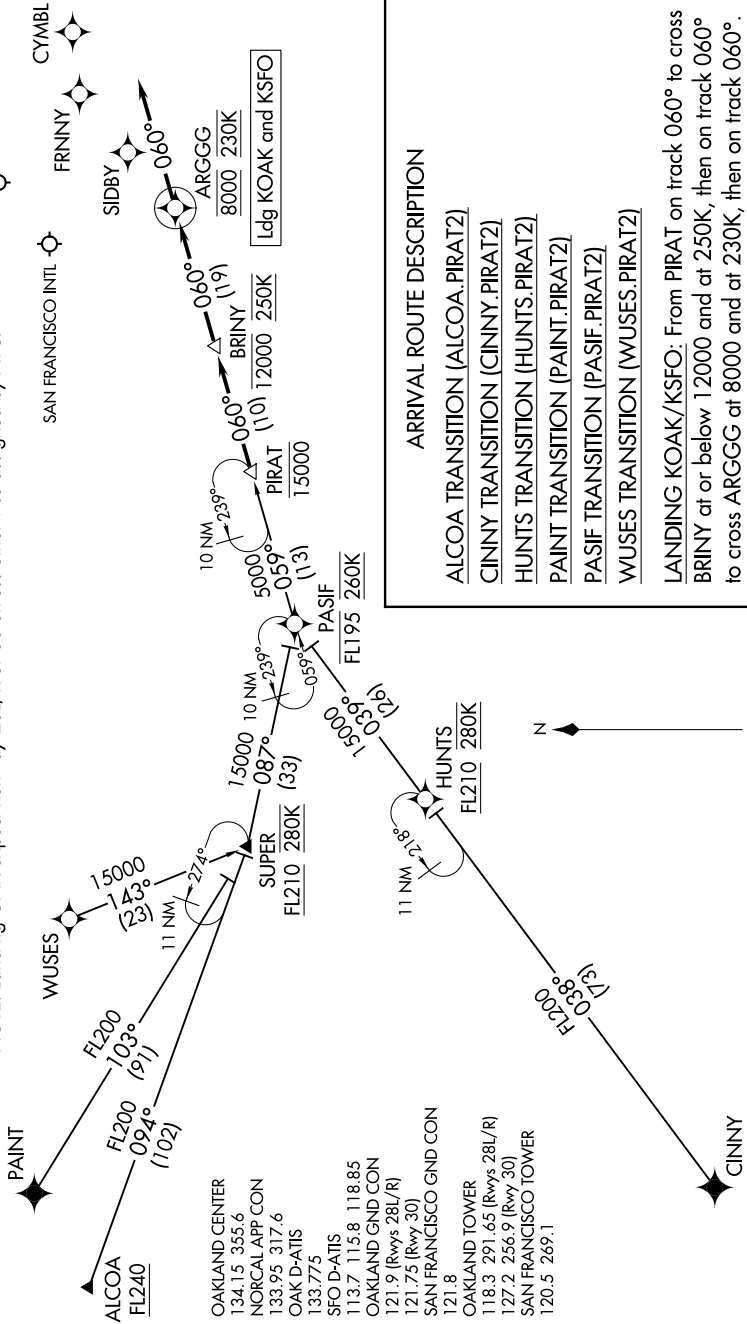 CYMBL
FRNNY
SIDBY
SAN FRANCISCO INTL
060°
ARGGG
8000 230K
Ldg KOAK and KSFO
060°
(19)
BRINY
12000 250K
060°
(10)
PIRAT
15000
10 NM
239°
5000
059°
(13)
PASIF
FL195 260K
10 NM
239°
059°
15000
087°
(33)
SUPER
FL210 280K
11 NM
274°
15000
143°
(23)
WUSES
PAINT
FL200
103°
(91)
FL200
094°
(102)
ALCOA
FL240
15000
039°
(26)
HUNTS
FL210 280K
11 NM
218°
FL200
038°
(73)
CINNY
N
OAKLAND CENTER
134.15 355.6
NORCAL APP CON
133.95 317.6
OAK D-ATIS
133.775
SFO D-ATIS
113.7 115.8 118.85
OAKLAND GND CON
121.9 (Rwys 28L/R)
121.75 (Rwy 30)
SAN FRANCISCO GND CON
121.8
OAKLAND TOWER
118.3 291.65 (Rwys 28L/R)
127.2 256.9 (Rwy 30)
SAN FRANCISCO TOWER
120.5 269.1
ARRIVAL ROUTE DESCRIPTION
ALCOA TRANSITION (ALCOA.PIRAT2)
CINNY TRANSITION (CINNY.PIRAT2)
HUNTS TRANSITION (HUNTS.PIRAT2)
PAINT TRANSITION (PAINT.PIRAT2)
PASIF TRANSITION (PASIF.PIRAT2)
WUSES TRANSITION (WUSES.PIRAT2)
LANDING KOAK/KSFO: From PIRAT on track 060° to cross
BRINY at or below 12000 and at 250K, then on track 060°
to cross ARGGG at 8000 and at 230K, then on track 060°.